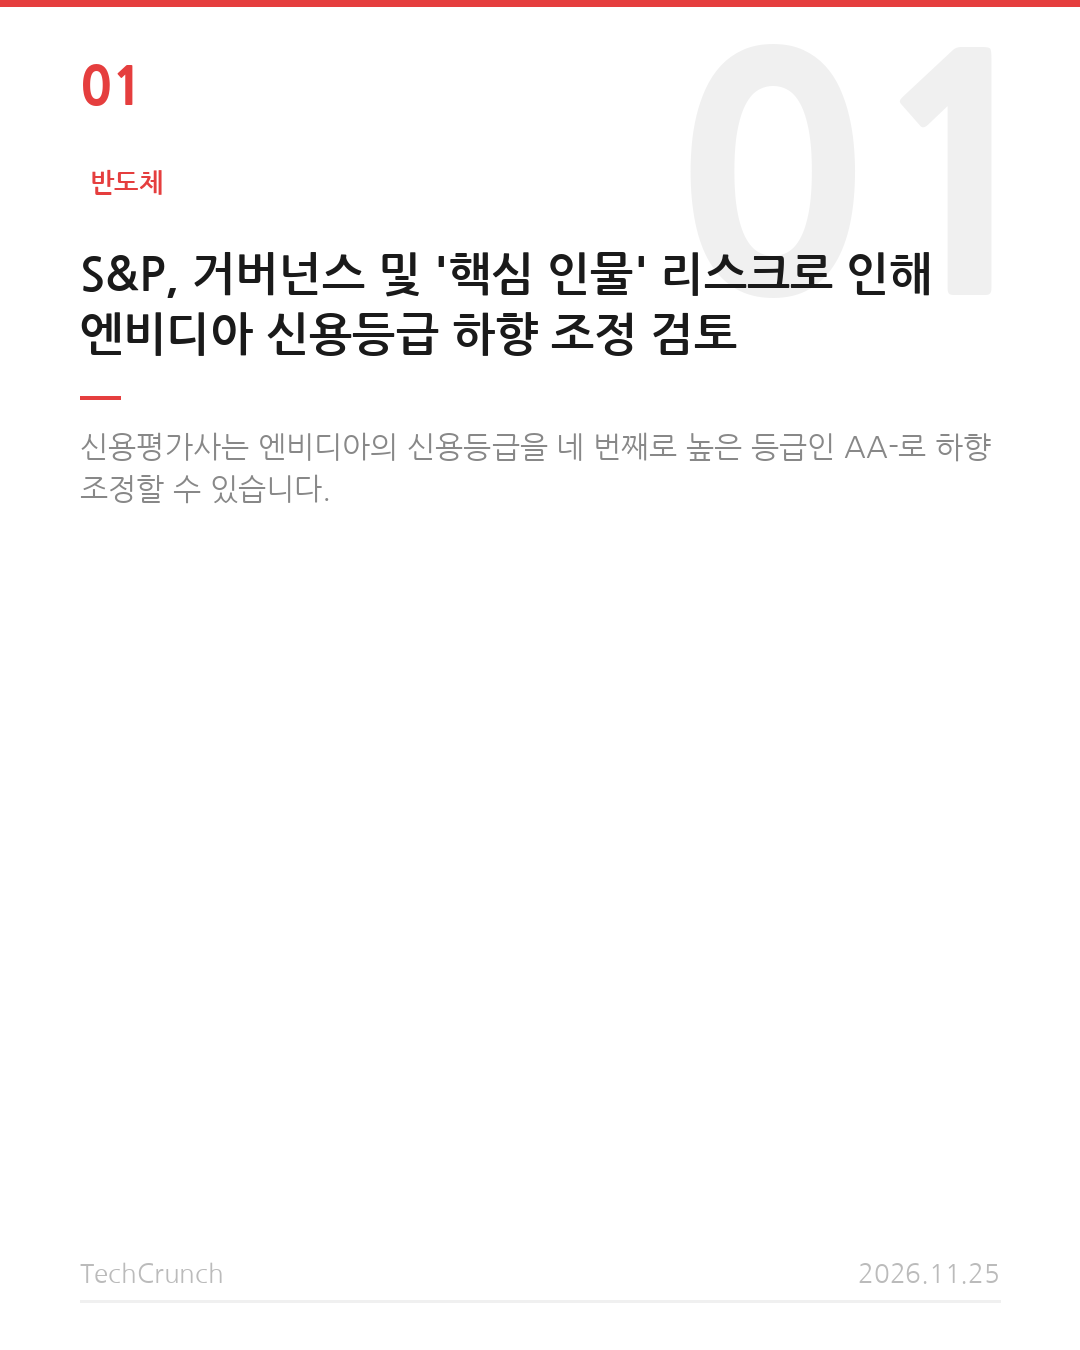 01
01
반도체
S&P, 거버넌스 및 '핵심 인물' 리스크로 인해
엔비디아 신용등급 하향 조정 검토
신용평가사는 엔비디아의 신용등급을 네 번째로 높은 등급인 AA-로 하향
조정할 수 있습니다.
TechCrunch
2026.11.25